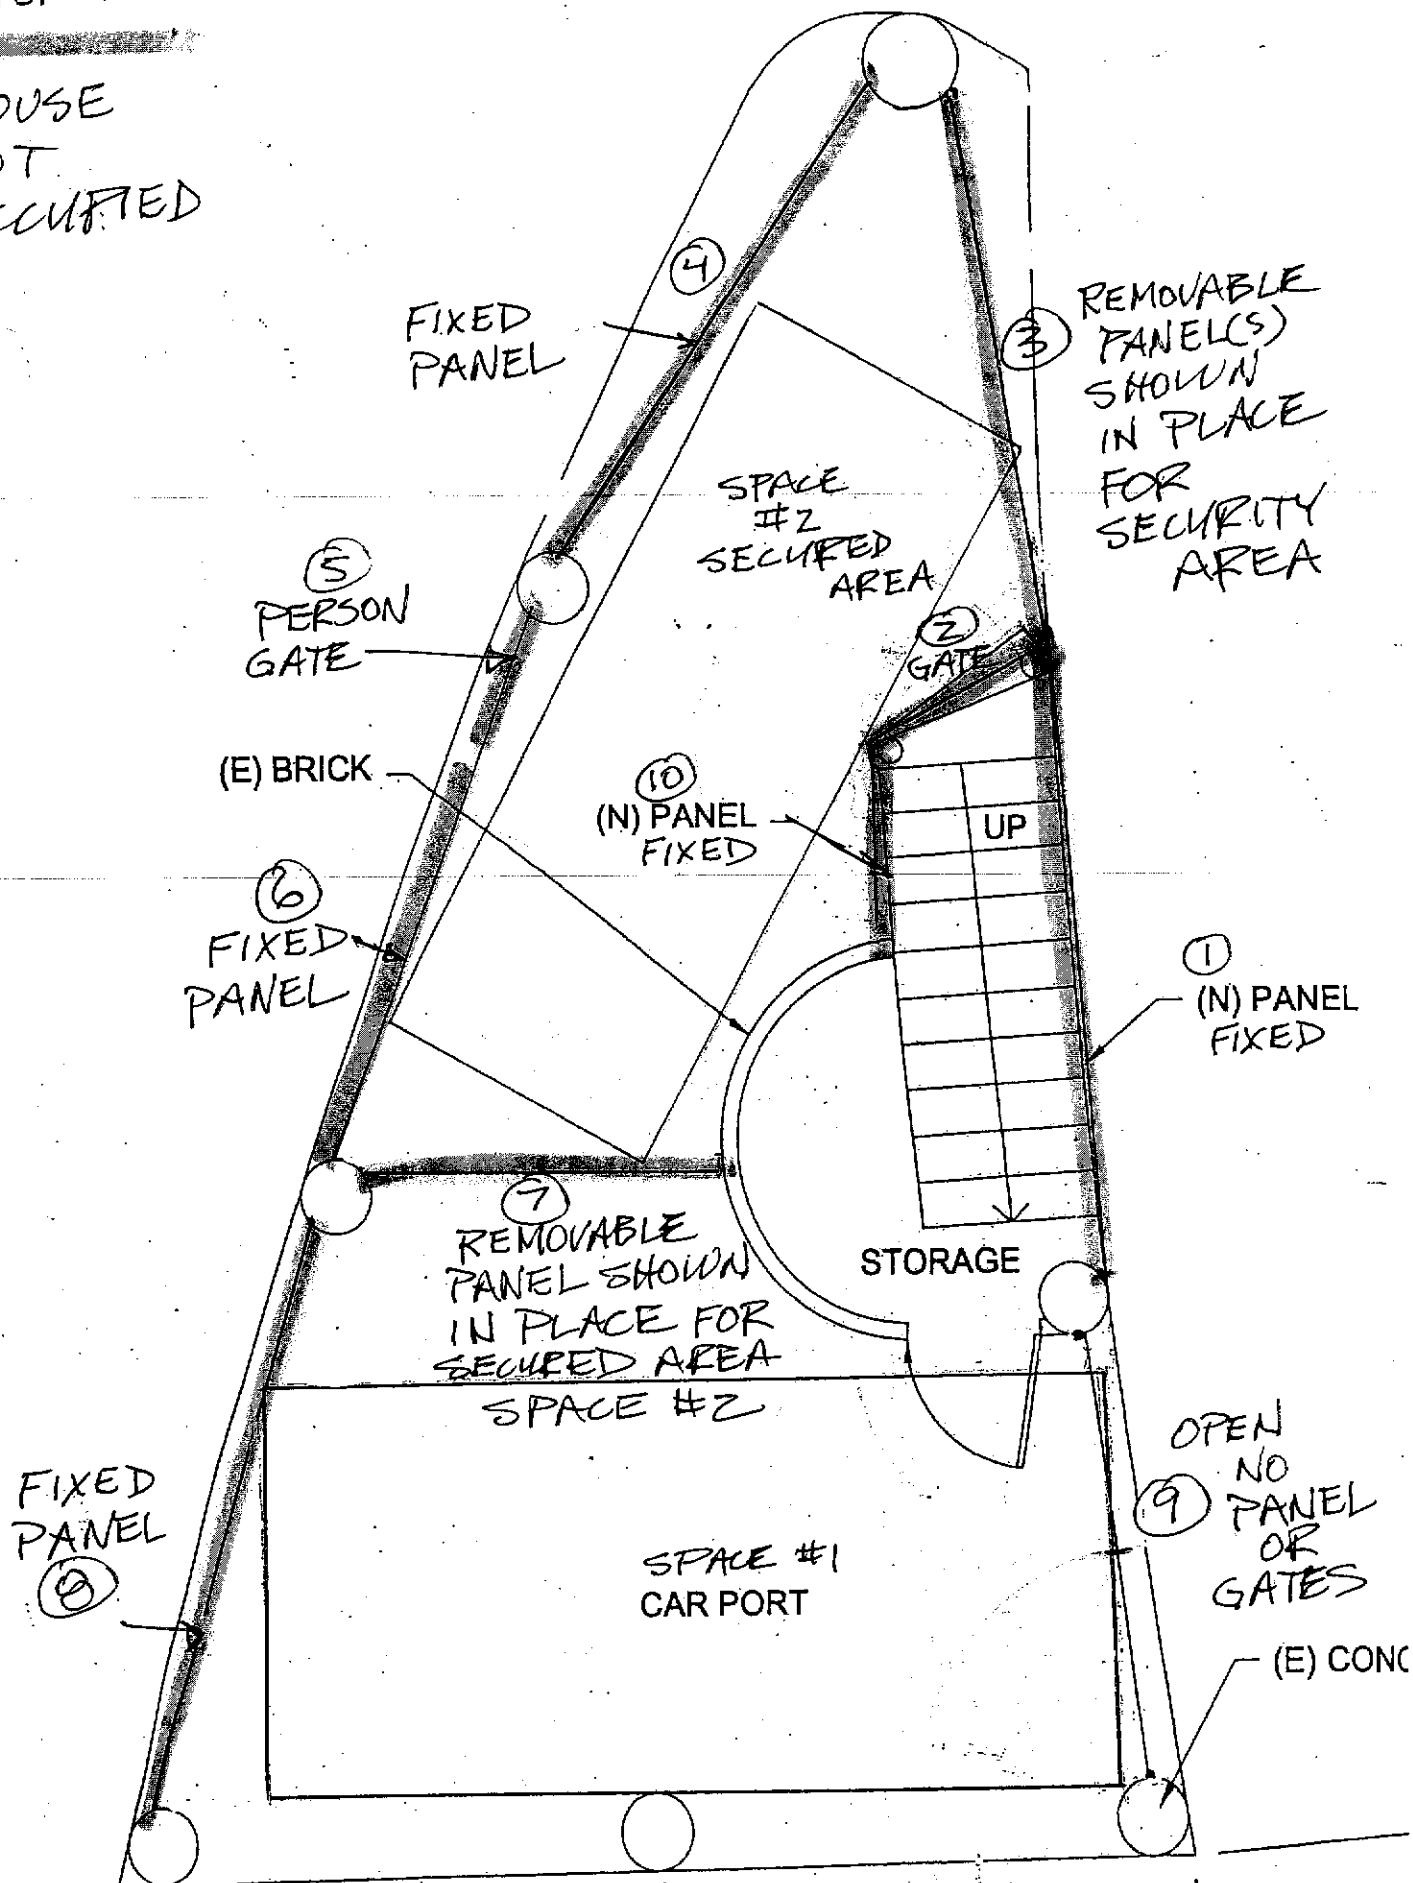 FIXED
PANEL
4
3
REMOVABLE
PANEL(S)
SHOWN
IN PLACE
FOR
SECURITY
AREA
SPACE
#2
SECURED
AREA
5
PERSON
GATE
2
GATE
(E) BRICK
10
(N) PANEL
FIXED
UP
6
FIXED
PANEL
1
(N) PANEL
FIXED
7
REMOVABLE
PANEL SHOWN
IN PLACE FOR
SECURED AREA
SPACE #2
STORAGE
FIXED
PANEL
8
OPEN
NO
PANEL
OR
GATES
9
SPACE #1
CAR PORT
(E) CONC